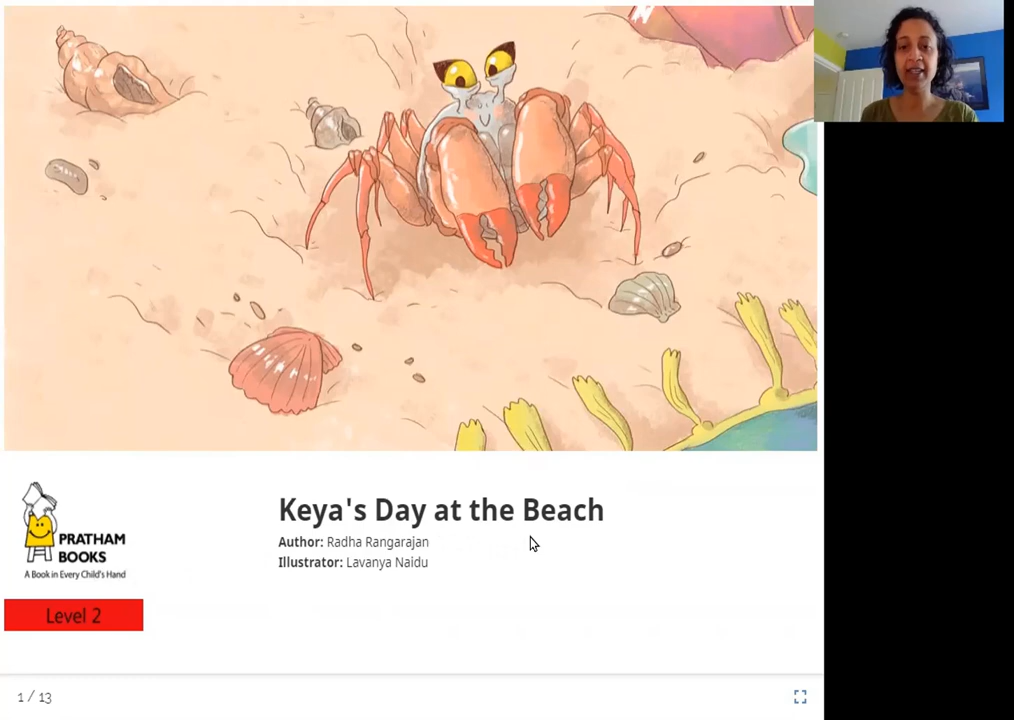 Keya's Day at the Beach
Author: Radha Rangarajan
Illustrator: Lavanya Naidu
PRATHAM
BOOKS
A Book in Every Child's Hand
Level 2
1 / 13